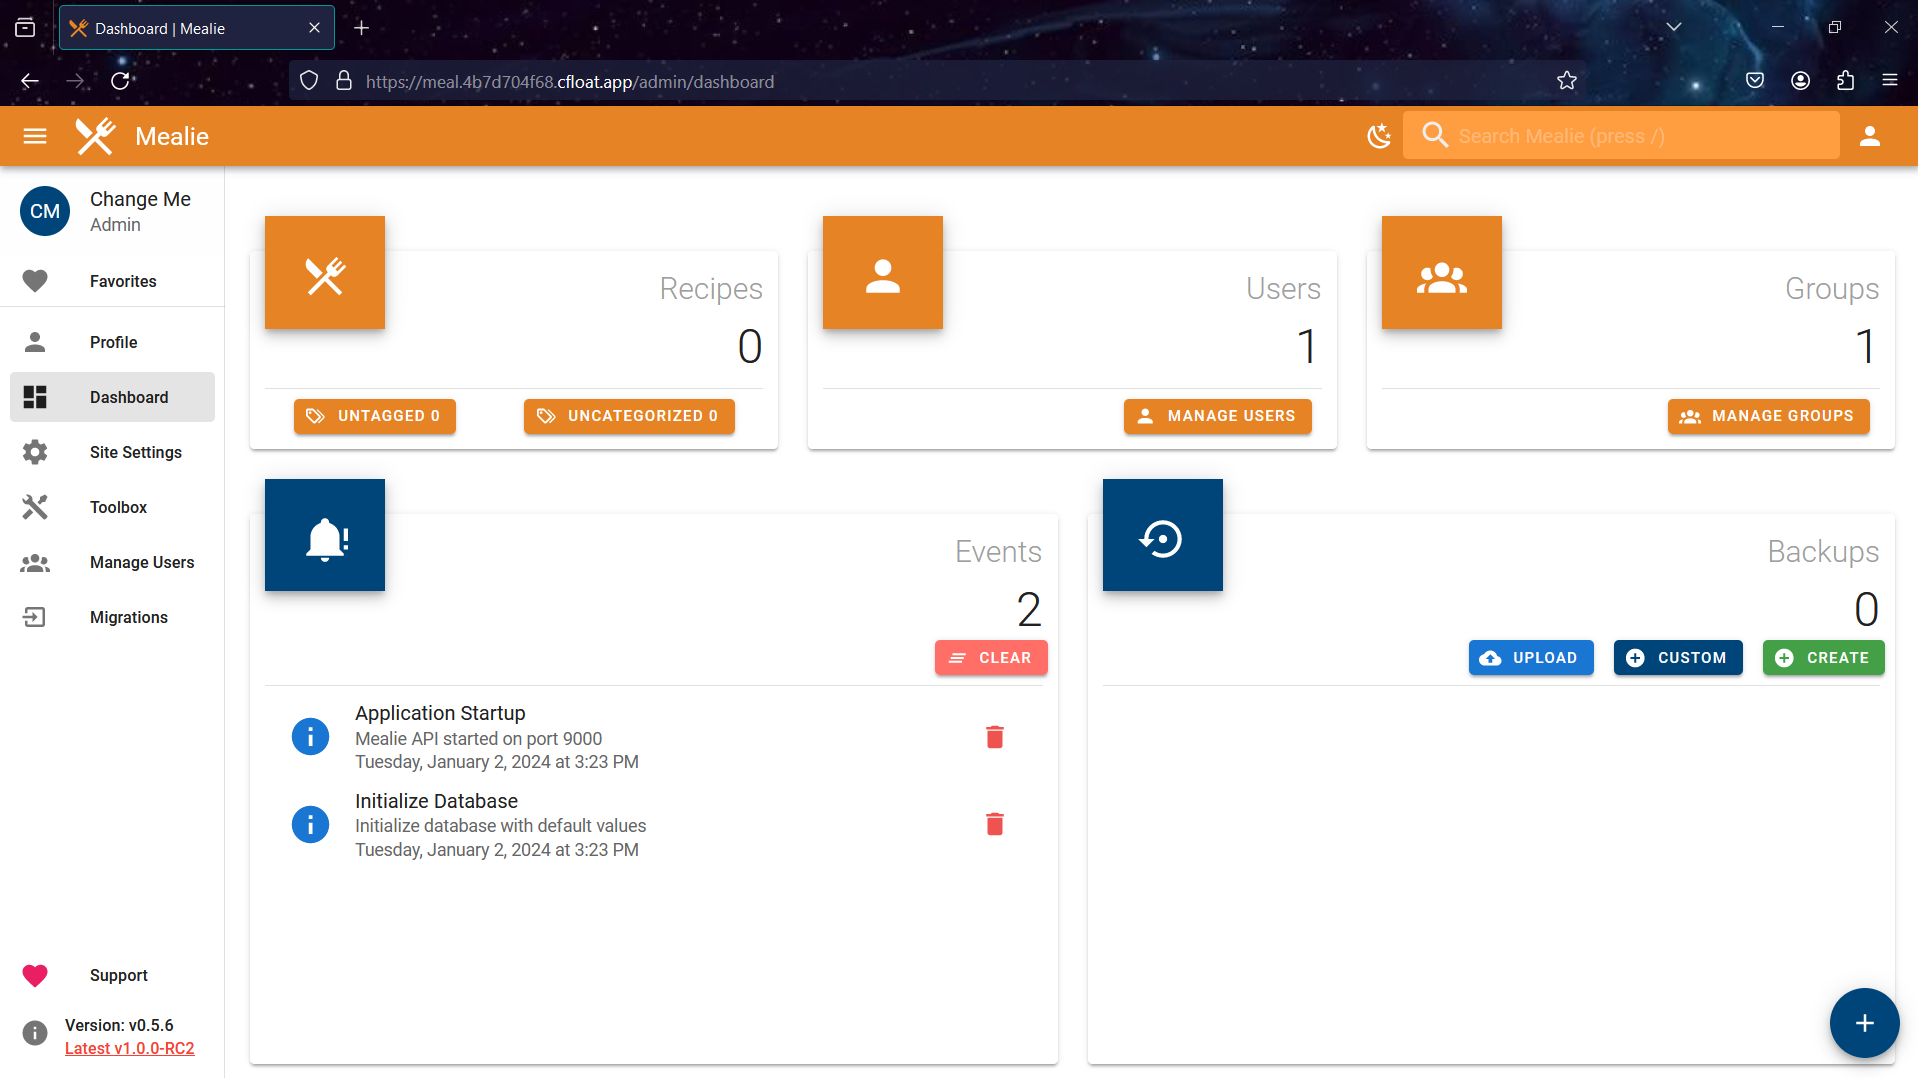 Dashboard | Mealie
https://meal.4b7d704f68.cfloat.app/admin/dashboard
Mealie
Search Mealie (press /)
CM
Change Me
Admin
Favorites
Profile
Dashboard
Site Settings
Toolbox
Manage Users
Migrations
Support
Version: v0.5.6
Latest v1.0.0-RC2
Recipes
0
UNTAGGED 0
UNCATEGORIZED 0
Users
1
MANAGE USERS
Groups
1
MANAGE GROUPS
Events
2
CLEAR
Application Startup
Mealie API started on port 9000
Tuesday, January 2, 2024 at 3:23 PM
Initialize Database
Initialize database with default values
Tuesday, January 2, 2024 at 3:23 PM
Backups
0
UPLOAD
CUSTOM
CREATE